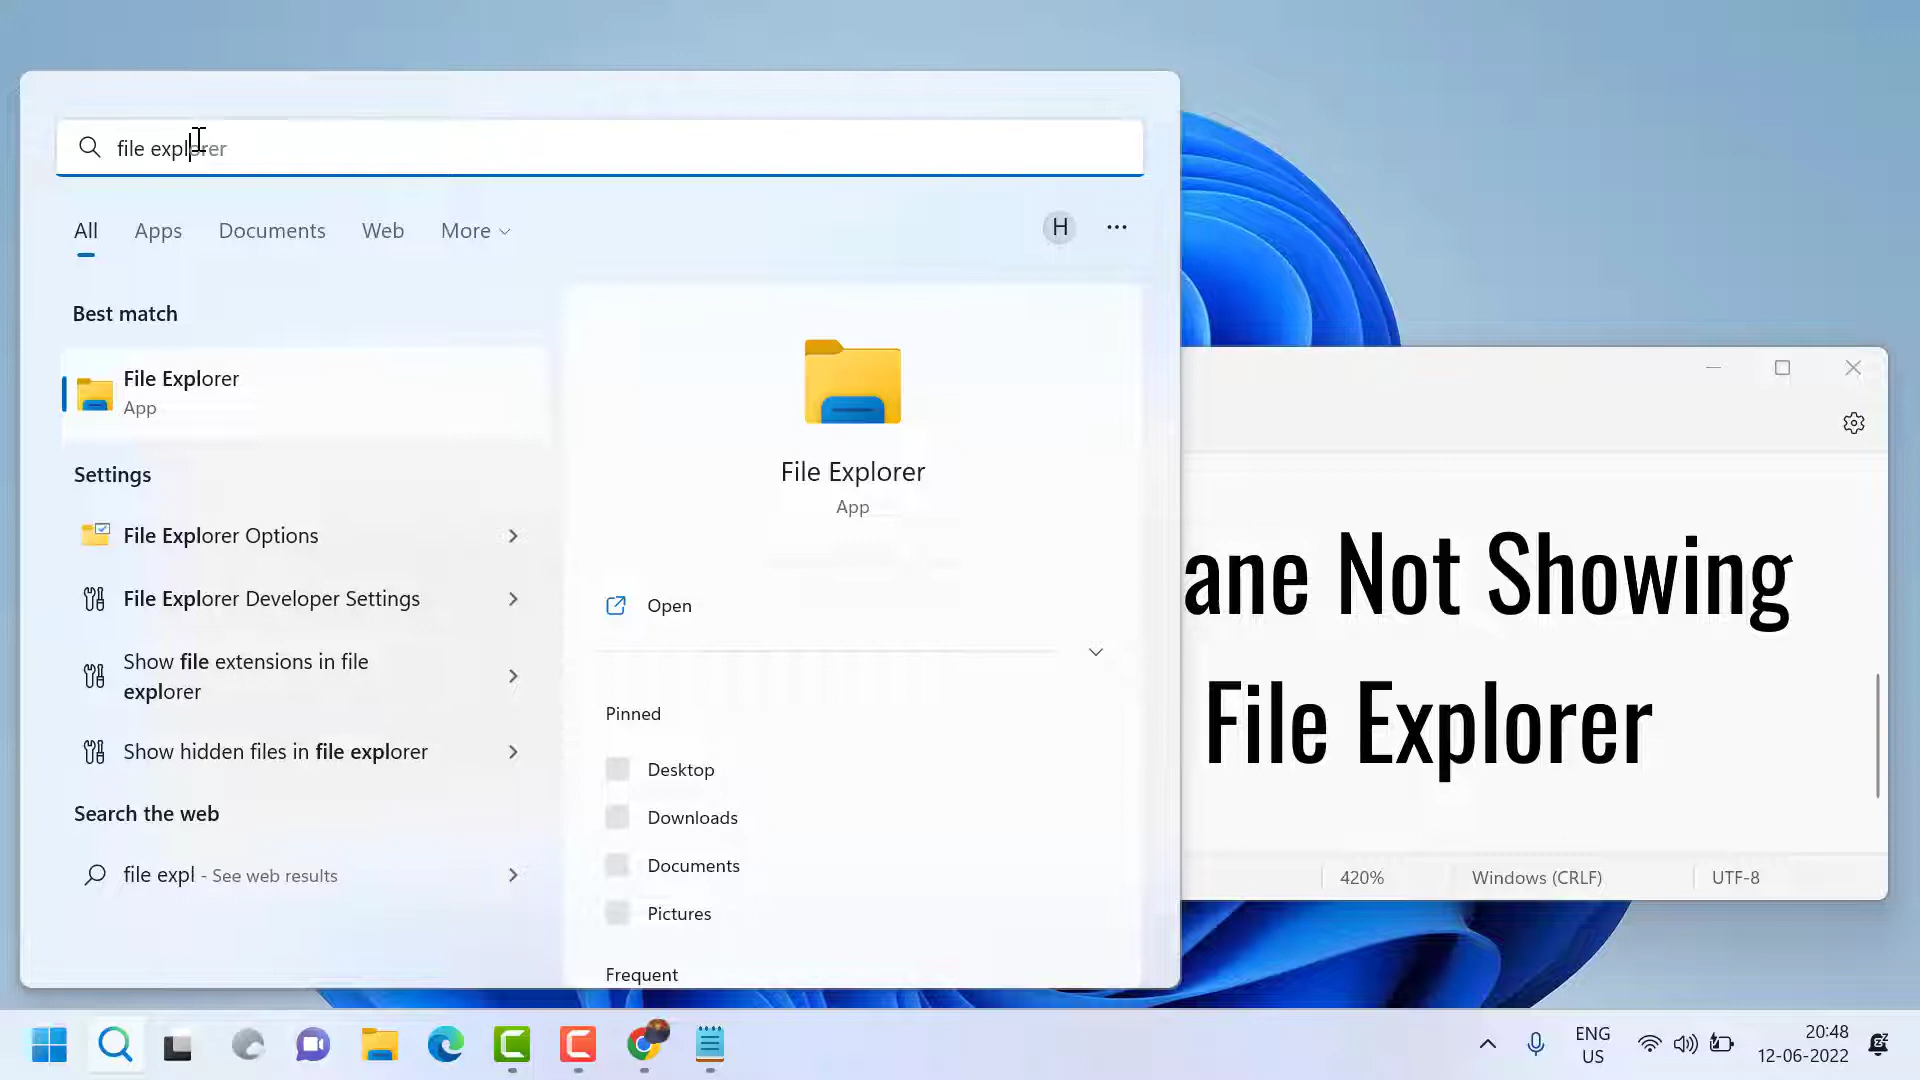 file explorer
All Apps Documents Web More
H
Best match
File Explorer
App
Settings
File Explorer Options
File Explorer Developer Settings
Show file extensions in file
explorer
Show hidden files in file explorer
Search the web
file expl - See web results
File Explorer
App
Open
Pinned
Desktop
Downloads
Documents
Pictures
Frequent
ane Not Showing
File Explorer
420% Windows (CRLF) UTF-8
ENG
US
20:48
12-06-2022